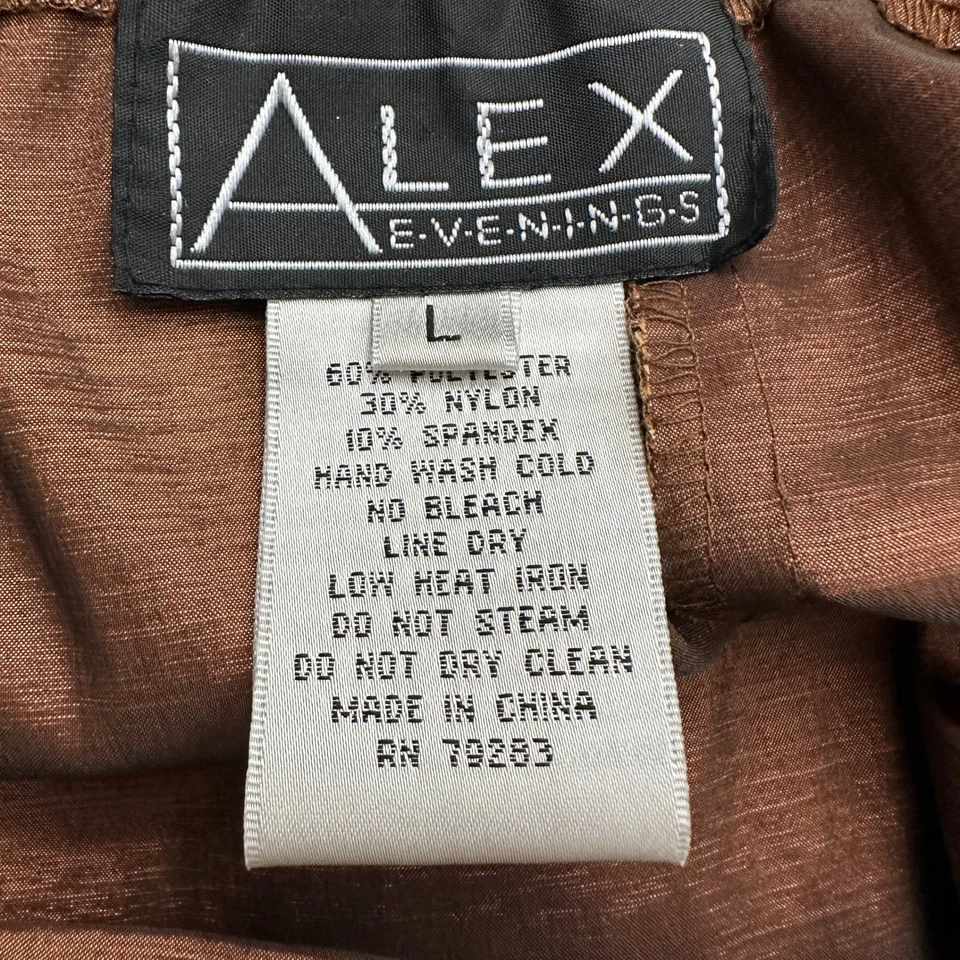 ALEX
E·V·E·N·I·N·G·S
L
60% POLYESTER
30% NYLON
10% SPANDEX
HAND WASH COLD
NO BLEACH
LINE DRY
LOW HEAT IRON
DO NOT STEAM
DO NOT DRY CLEAN
MADE IN CHINA
RN 79283